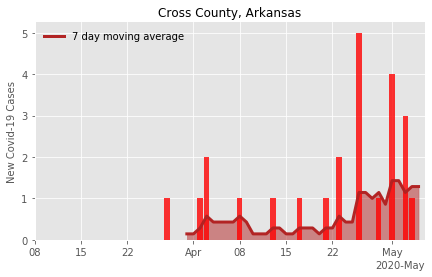 Cross County, Arkansas
7 day moving average
New Covid-19 Cases
5
4
3
2
1
0
08 15 22 Apr 08 15 22 May
2020-May